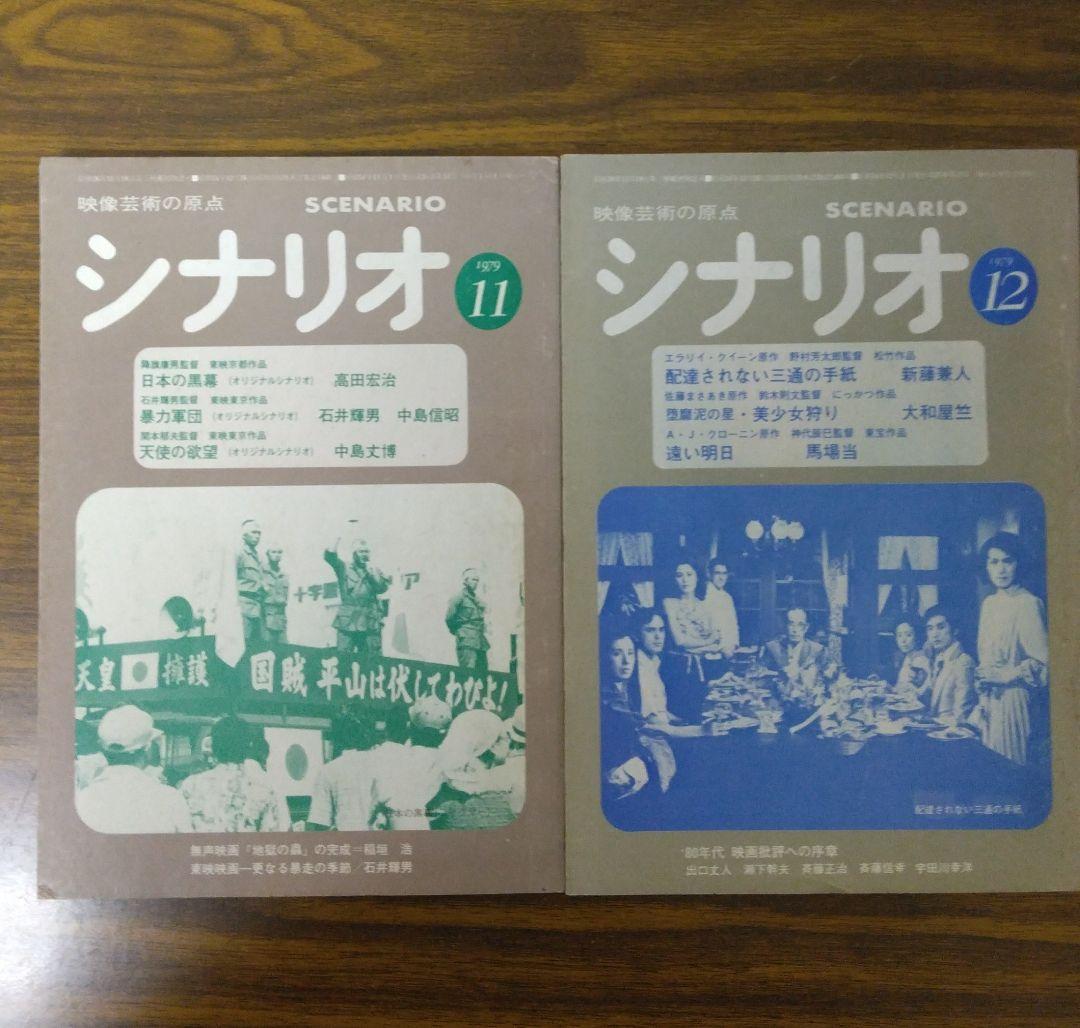 映像芸術の原点 SCENARIO
シナリオ
1979
11
降旗康男監督 東映京都作品
日本の黒幕 (オリジナルシナリオ) 高田宏治
石井輝男監督 東映東京作品
暴力軍団 (オリジナルシナリオ) 石井輝男 中島信昭
関本郁夫監督 東映東京作品
天使の欲望 (オリジナルシナリオ) 中島丈博
天皇 擁護 国賊 平山は伏してわびよ!
日本の黒幕
無声映画「地獄の蟲」の完成=稲垣 浩
東映映画―更なる暴走の季節/石井輝男
映像芸術の原点 SCENARIO
シナリオ
1979
12
エラリイ・クイーン原作 野村芳太郎監督 松竹作品
配達されない三通の手紙 新藤兼人
佐藤まさあき原作 鈴木則文監督 にっかつ作品
堕靡泥の星・美少女狩り 大和屋竺
A・J・クローニン原作 神代辰巳監督 東宝作品
遠い明日 馬場当
配達されない三通の手紙
'80年代 映画批評への序章
出口丈人 瀬下幹夫 斉藤正治 斉藤信幸 宇田川幸洋